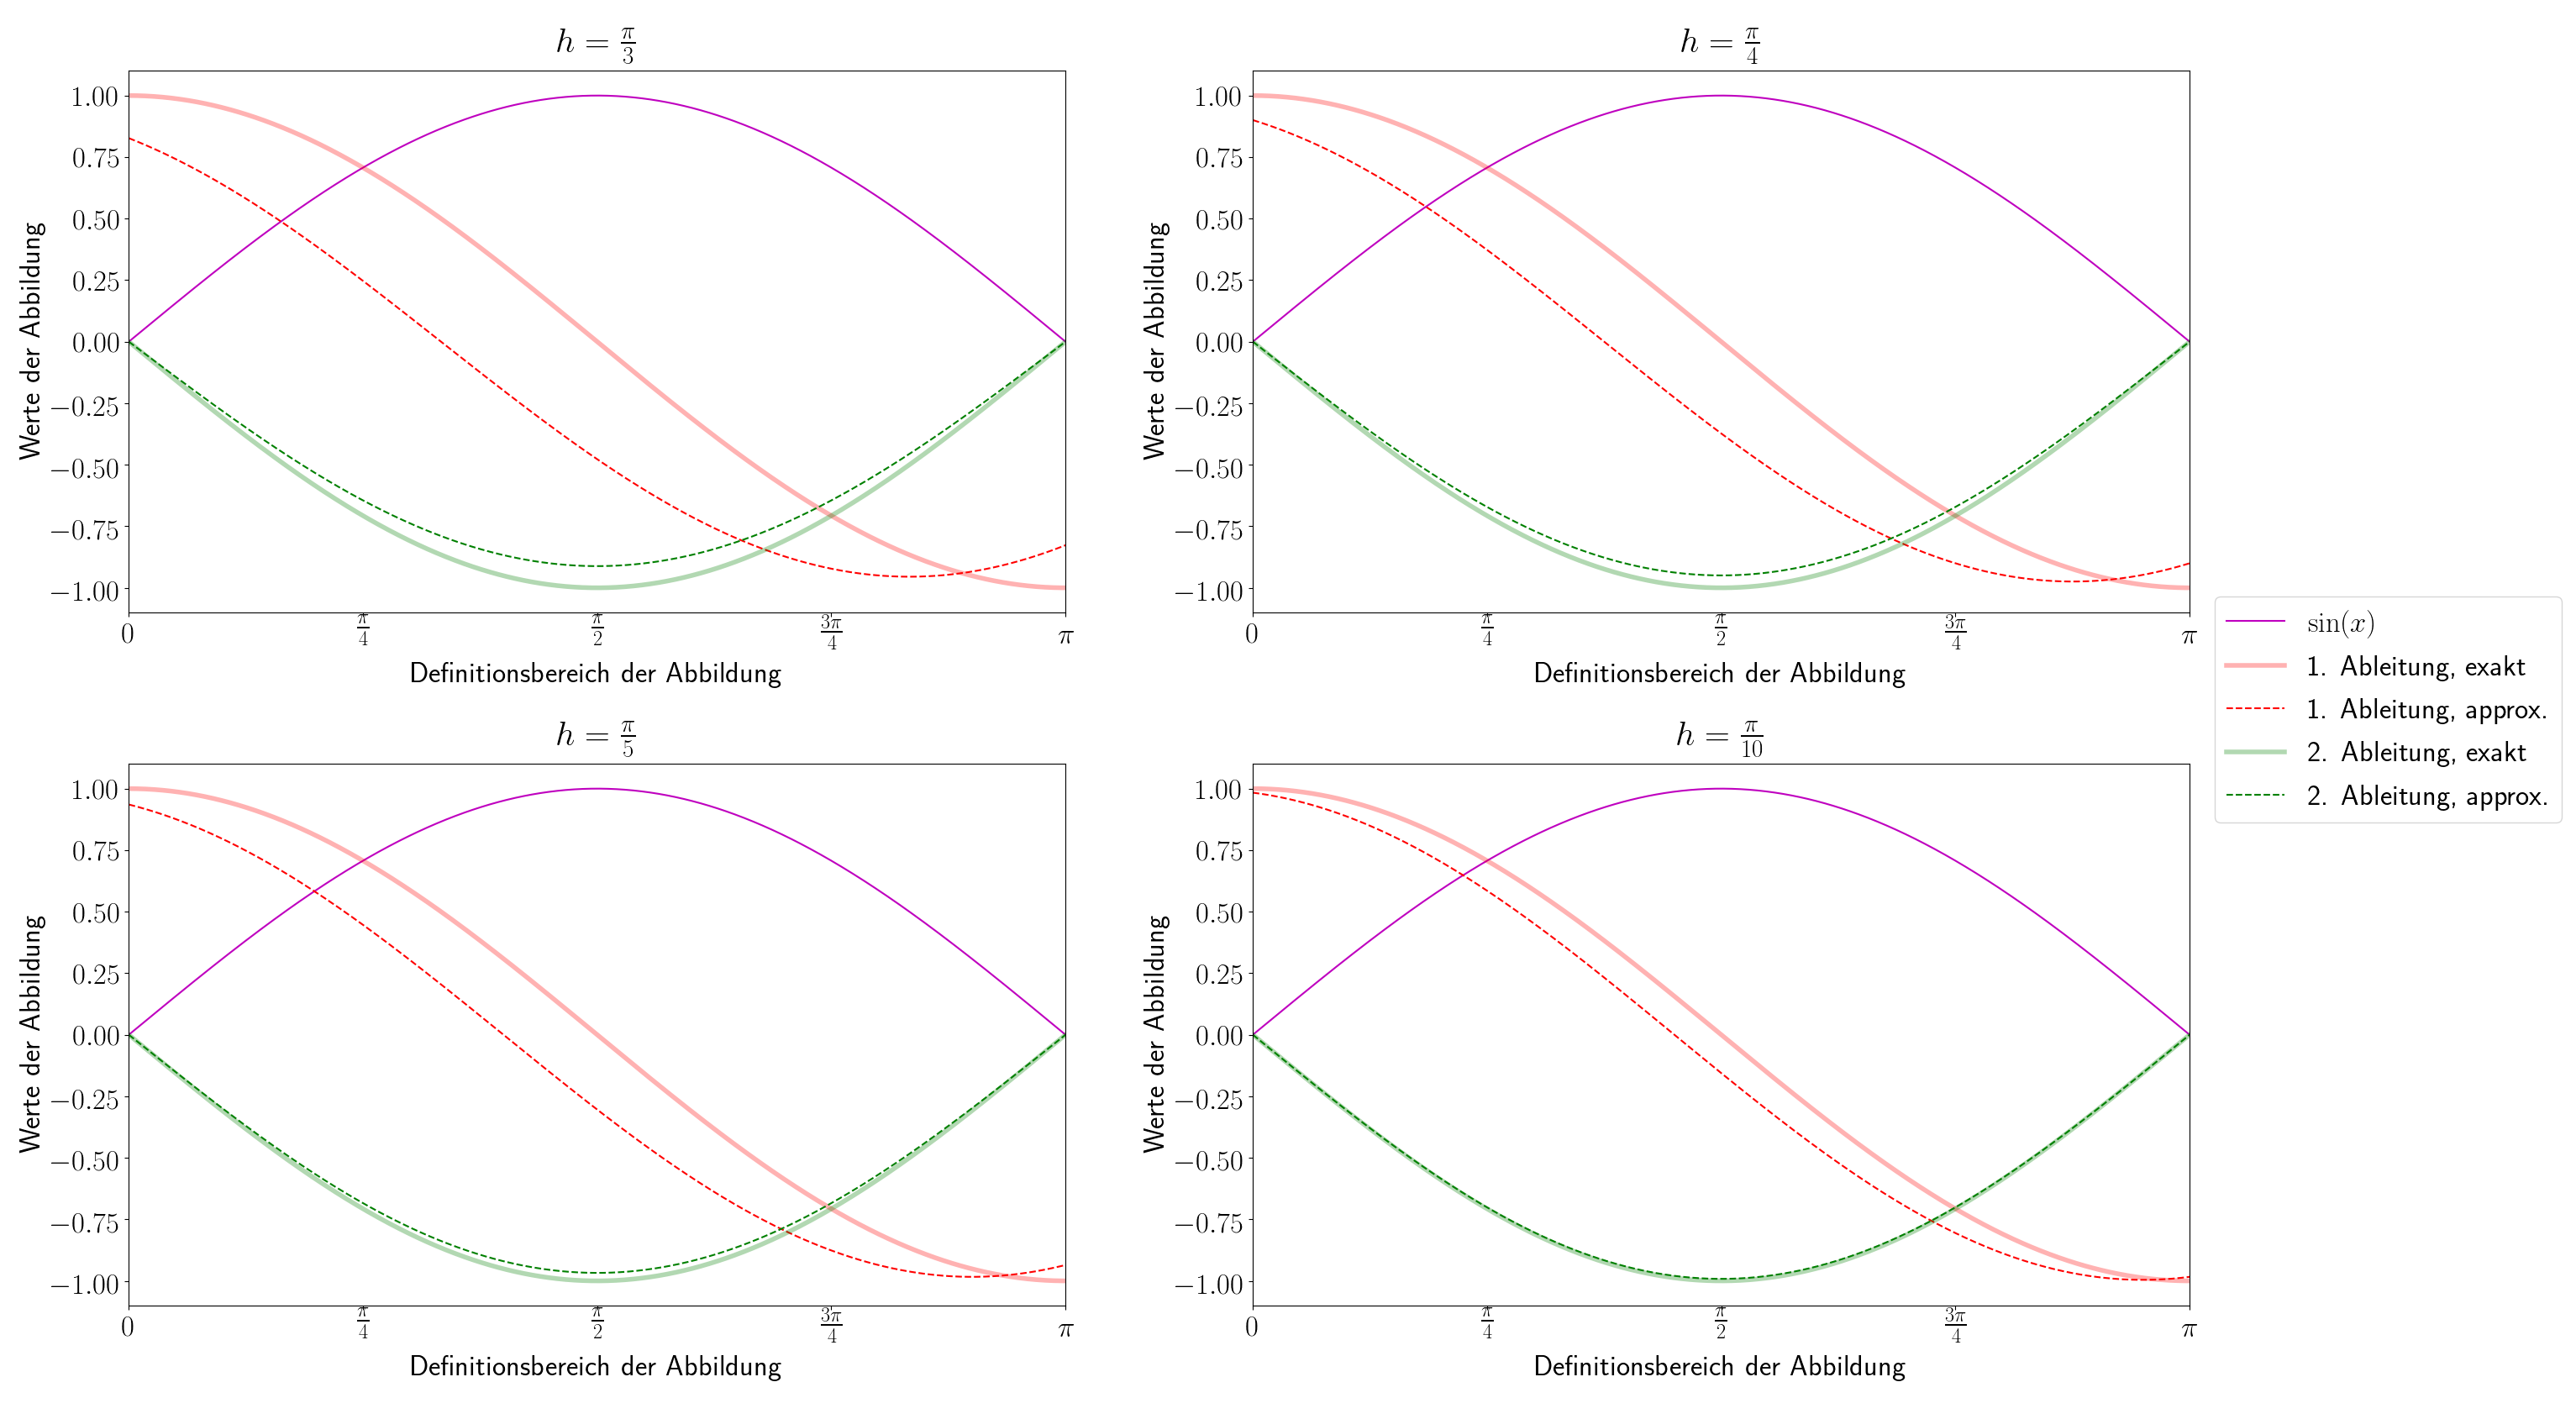 h = π/3
1.00
0.75
0.50
0.25
0.00
−0.25
−0.50
−0.75
−1.00
Werte der Abbildung
0 π/4 π/2 3π/4 π
Definitionsbereich der Abbildung
h = π/4
1.00
0.75
0.50
0.25
0.00
−0.25
−0.50
−0.75
−1.00
Werte der Abbildung
0 π/4 π/2 3π/4 π
Definitionsbereich der Abbildung
h = π/5
1.00
0.75
0.50
0.25
0.00
−0.25
−0.50
−0.75
−1.00
Werte der Abbildung
0 π/4 π/2 3π/4 π
Definitionsbereich der Abbildung
h = π/10
1.00
0.75
0.50
0.25
0.00
−0.25
−0.50
−0.75
−1.00
Werte der Abbildung
0 π/4 π/2 3π/4 π
Definitionsbereich der Abbildung
sin(x)
1. Ableitung, exakt
1. Ableitung, approx.
2. Ableitung, exakt
2. Ableitung, approx.